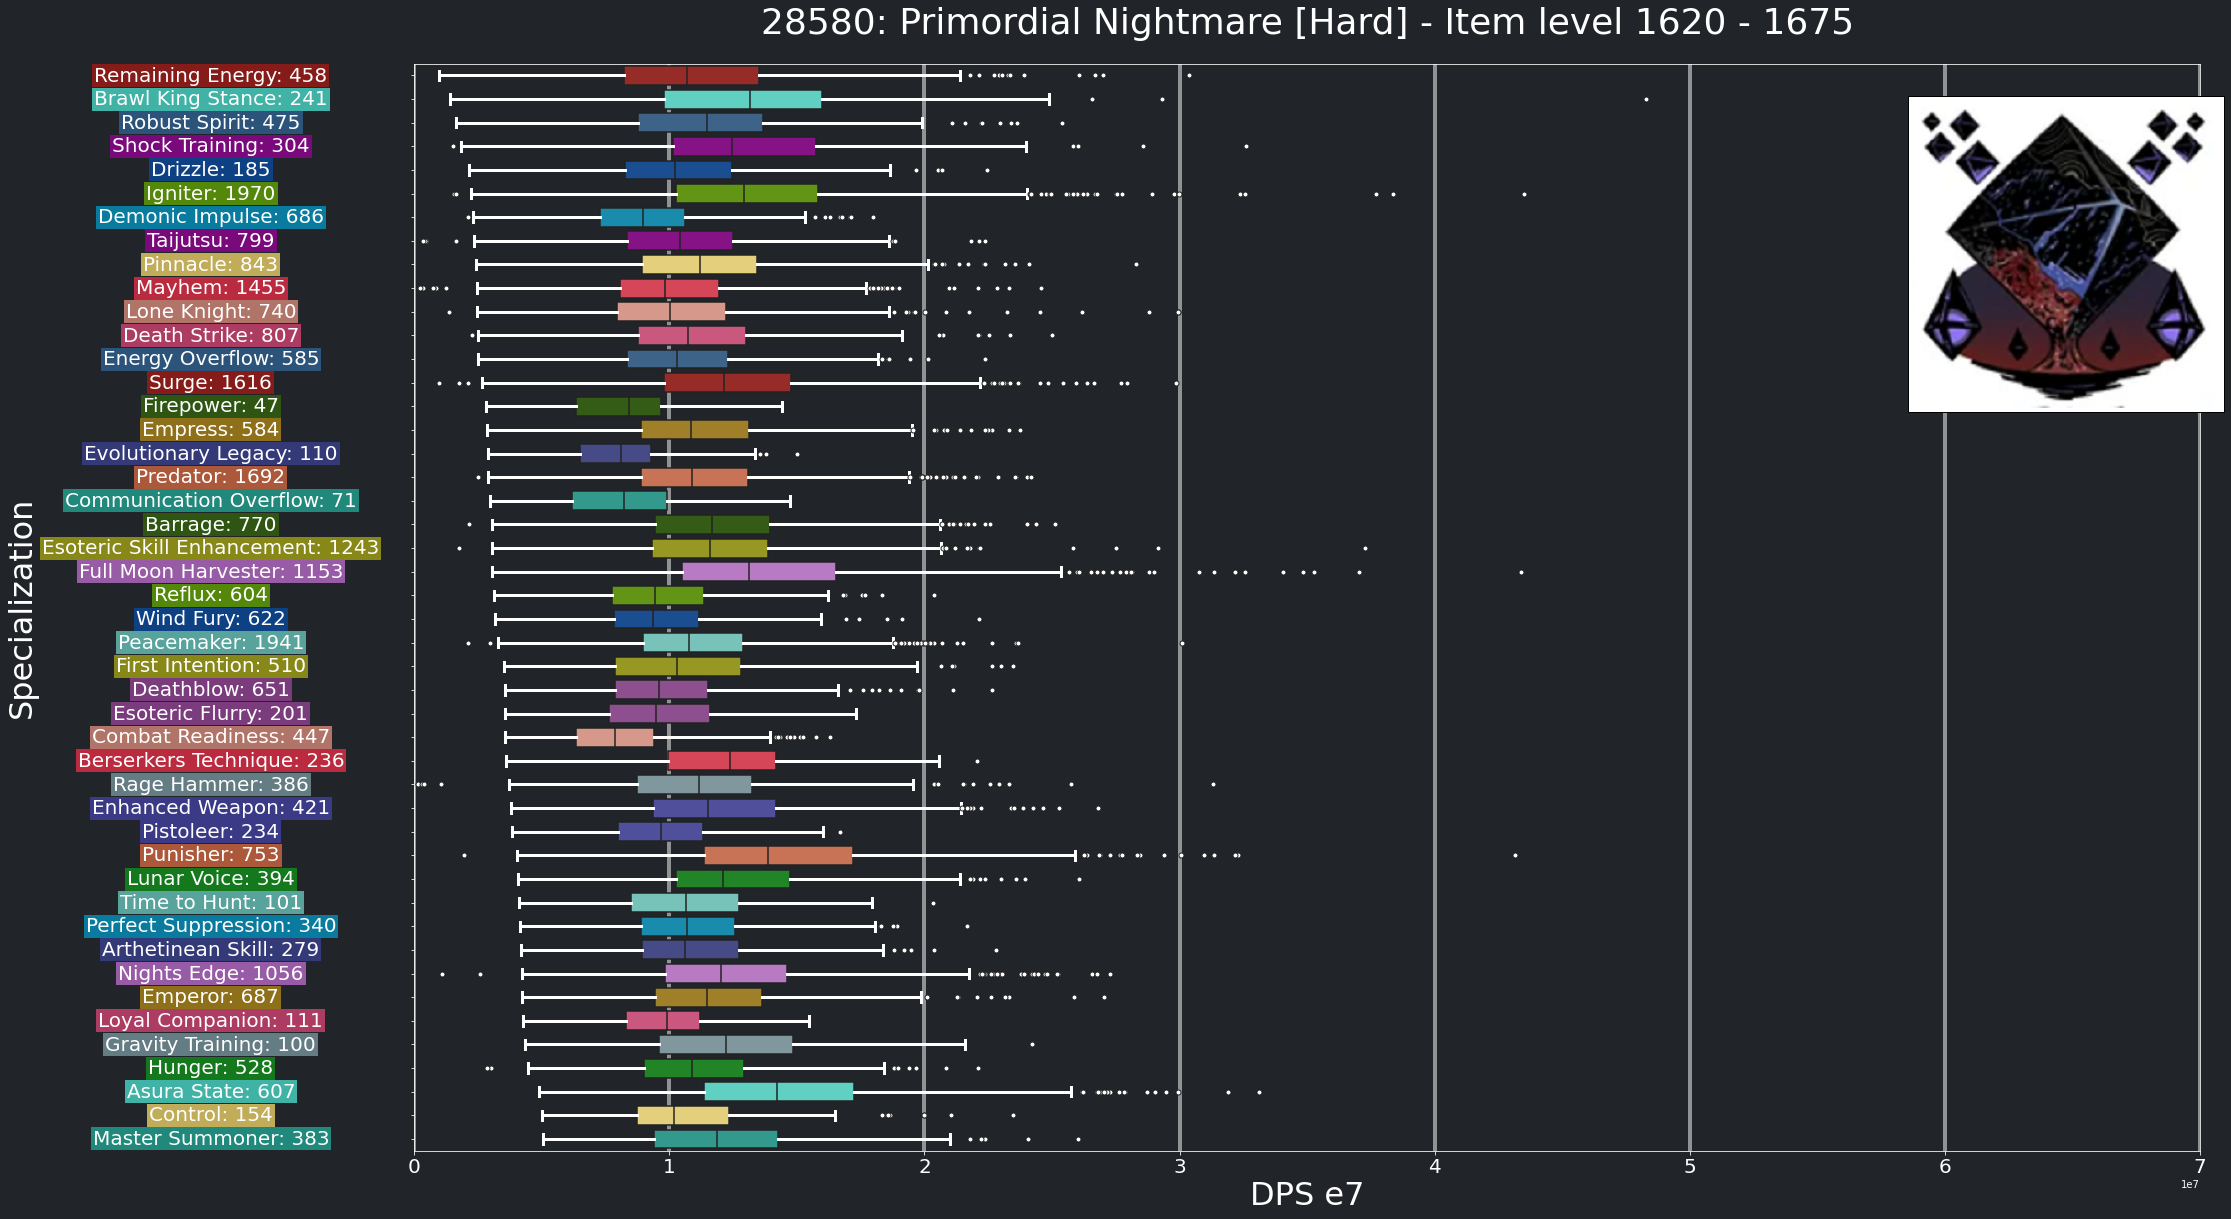 28580: Primordial Nightmare [Hard] - Item level 1620 - 1675
Specialization
Remaining Energy: 458
Brawl King Stance: 241
Robust Spirit: 475
Shock Training: 304
Drizzle: 185
Igniter: 1970
Demonic Impulse: 686
Taijutsu: 799
Pinnacle: 843
Mayhem: 1455
Lone Knight: 740
Death Strike: 807
Energy Overflow: 585
Surge: 1616
Firepower: 47
Empress: 584
Evolutionary Legacy: 110
Predator: 1692
Communication Overflow: 71
Barrage: 770
Esoteric Skill Enhancement: 1243
Full Moon Harvester: 1153
Reflux: 604
Wind Fury: 622
Peacemaker: 1941
First Intention: 510
Deathblow: 651
Esoteric Flurry: 201
Combat Readiness: 447
Berserkers Technique: 236
Rage Hammer: 386
Enhanced Weapon: 421
Pistoleer: 234
Punisher: 753
Lunar Voice: 394
Time to Hunt: 101
Perfect Suppression: 340
Arthetinean Skill: 279
Nights Edge: 1056
Emperor: 687
Loyal Companion: 111
Gravity Training: 100
Hunger: 528
Asura State: 607
Control: 154
Master Summoner: 383
0 1 2 3 4 5 6 7
1e7
DPS e7